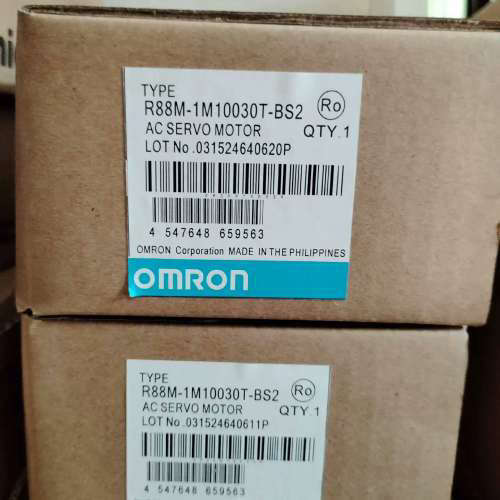 TYPE
R88M-1M10030T-BS2 Ro
AC SERVO MOTOR QTY.1
LOT No.031524640620P
4 547648 659563
OMRON Corporation MADE IN THE PHILIPPINES
OMRON
TYPE
R88M-1M10030T-BS2 Ro
AC SERVO MOTOR QTY.1
LOT No.031524640611P
4 547648 659563